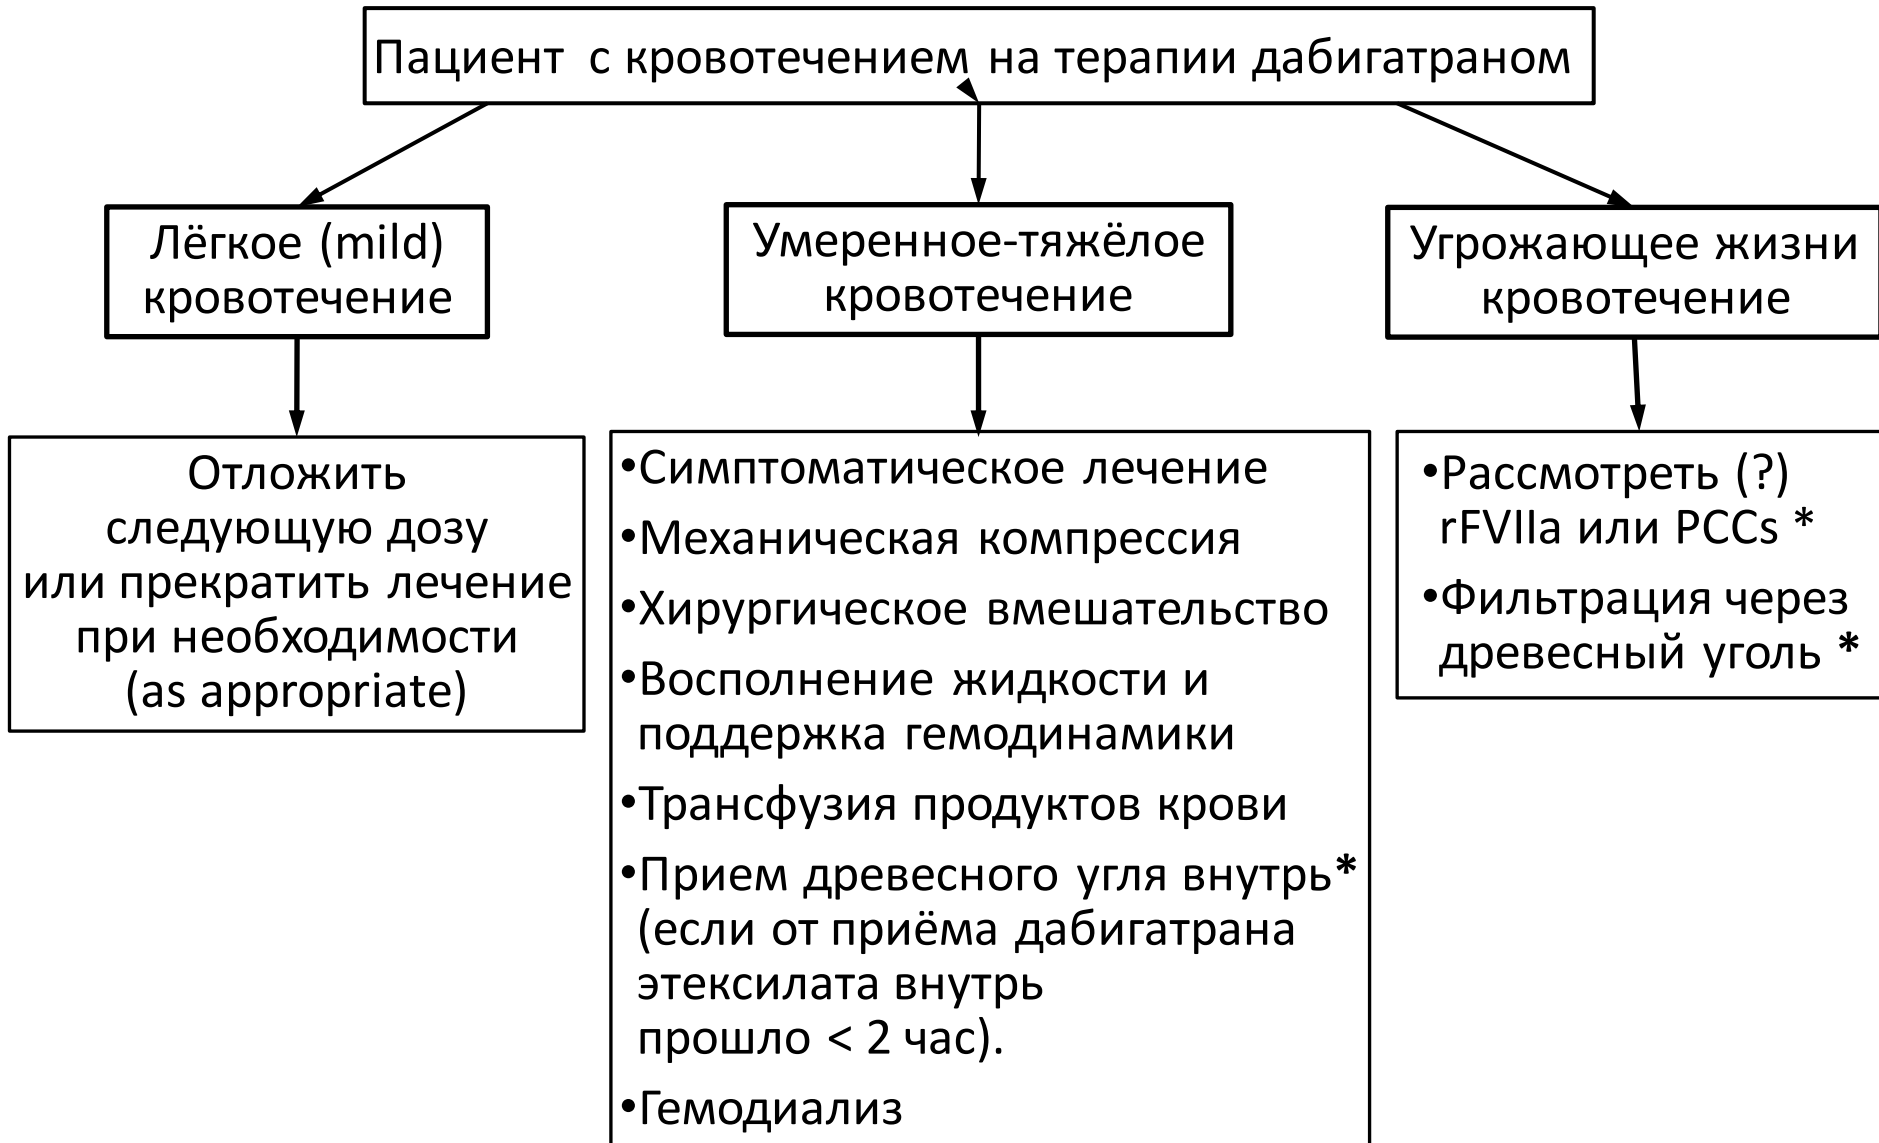 Пациент с кровотечением на терапии дабигатраном
Лёгкое (mild)
кровотечение
Умеренное-тяжёлое
кровотечение
Угрожающее жизни
кровотечение
Отложить
следующую дозу
или прекратить лечение
при необходимости
(as appropriate)
•Симптоматическое лечение
•Механическая компрессия
•Хирургическое вмешательство
•Восполнение жидкости и
поддержка гемодинамики
•Трансфузия продуктов крови
•Прием древесного угля внутрь*
(если от приёма дабигатрана
этексилата внутрь
прошло < 2 час).
•Гемодиализ
•Рассмотреть (?)
rFVIIa или PCCs *
•Фильтрация через
древесный уголь *